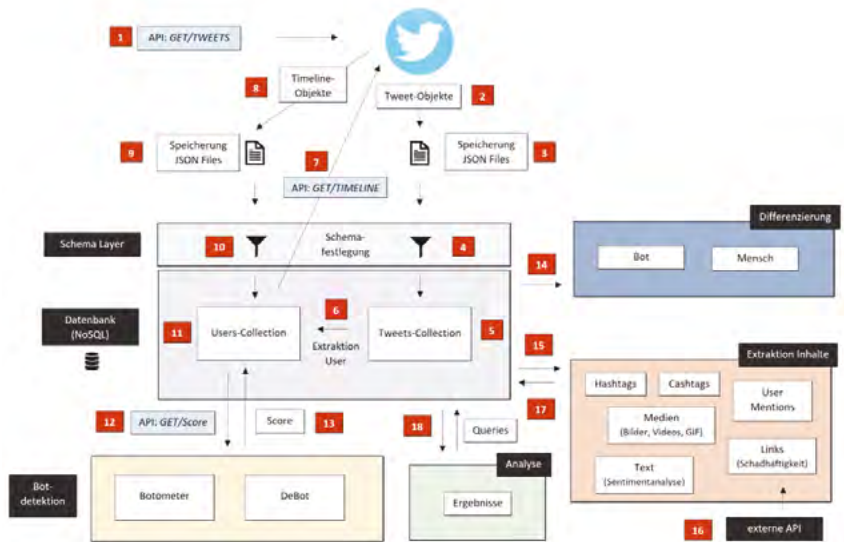 1
API: GET/TWEETS
8
Timeline-
Objekte
Tweet-Objekte
2
9
Speicherung
JSON Files
7
Speicherung
JSON Files
3
API: GET/TIMELINE
Schema Layer
10
Schema-
festlegung
4
Differenzierung
14
Bot
Mensch
Datenbank
(NoSQL)
11
Users-Collection
6
Extraktion
User
Tweets-Collection
5
15
17
Extraktion Inhalte
Hashtags
Cashtags
User
Mentions
Medien
(Bilder, Videos, GIF)
Links
(Schadhaftigkeit)
Text
(Sentimentanalyse)
12
API: GET/Score
Score
13
18
Queries
Bot-
detektion
Botometer
DeBot
Analyse
Ergebnisse
16
externe API